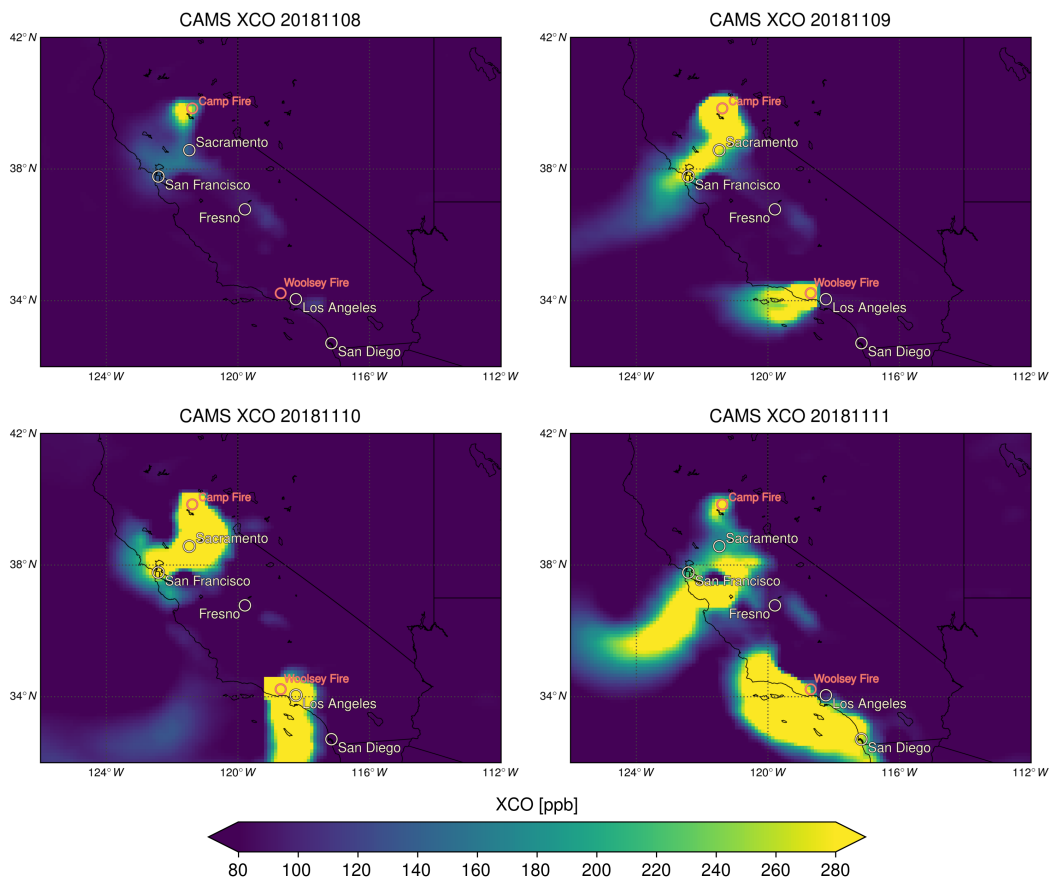 CAMS XCO 20181108
42°N
Camp Fire
Sacramento
38°N
San Francisco
Fresno
Woolsey Fire
34°N
Los Angeles
San Diego
124°W 120°W 116°W 112°W
CAMS XCO 20181109
42°N
Camp Fire
Sacramento
38°N
San Francisco
Fresno
Woolsey Fire
34°N
Los Angeles
San Diego
124°W 120°W 116°W 112°W
CAMS XCO 20181110
42°N
Camp Fire
Sacramento
38°N
San Francisco
Fresno
Woolsey Fire
34°N
Los Angeles
San Diego
124°W 120°W 116°W 112°W
CAMS XCO 20181111
42°N
Camp Fire
Sacramento
38°N
San Francisco
Fresno
Woolsey Fire
34°N
Los Angeles
San Diego
124°W 120°W 116°W 112°W
XCO [ppb]
80 100 120 140 160 180 200 220 240 260 280